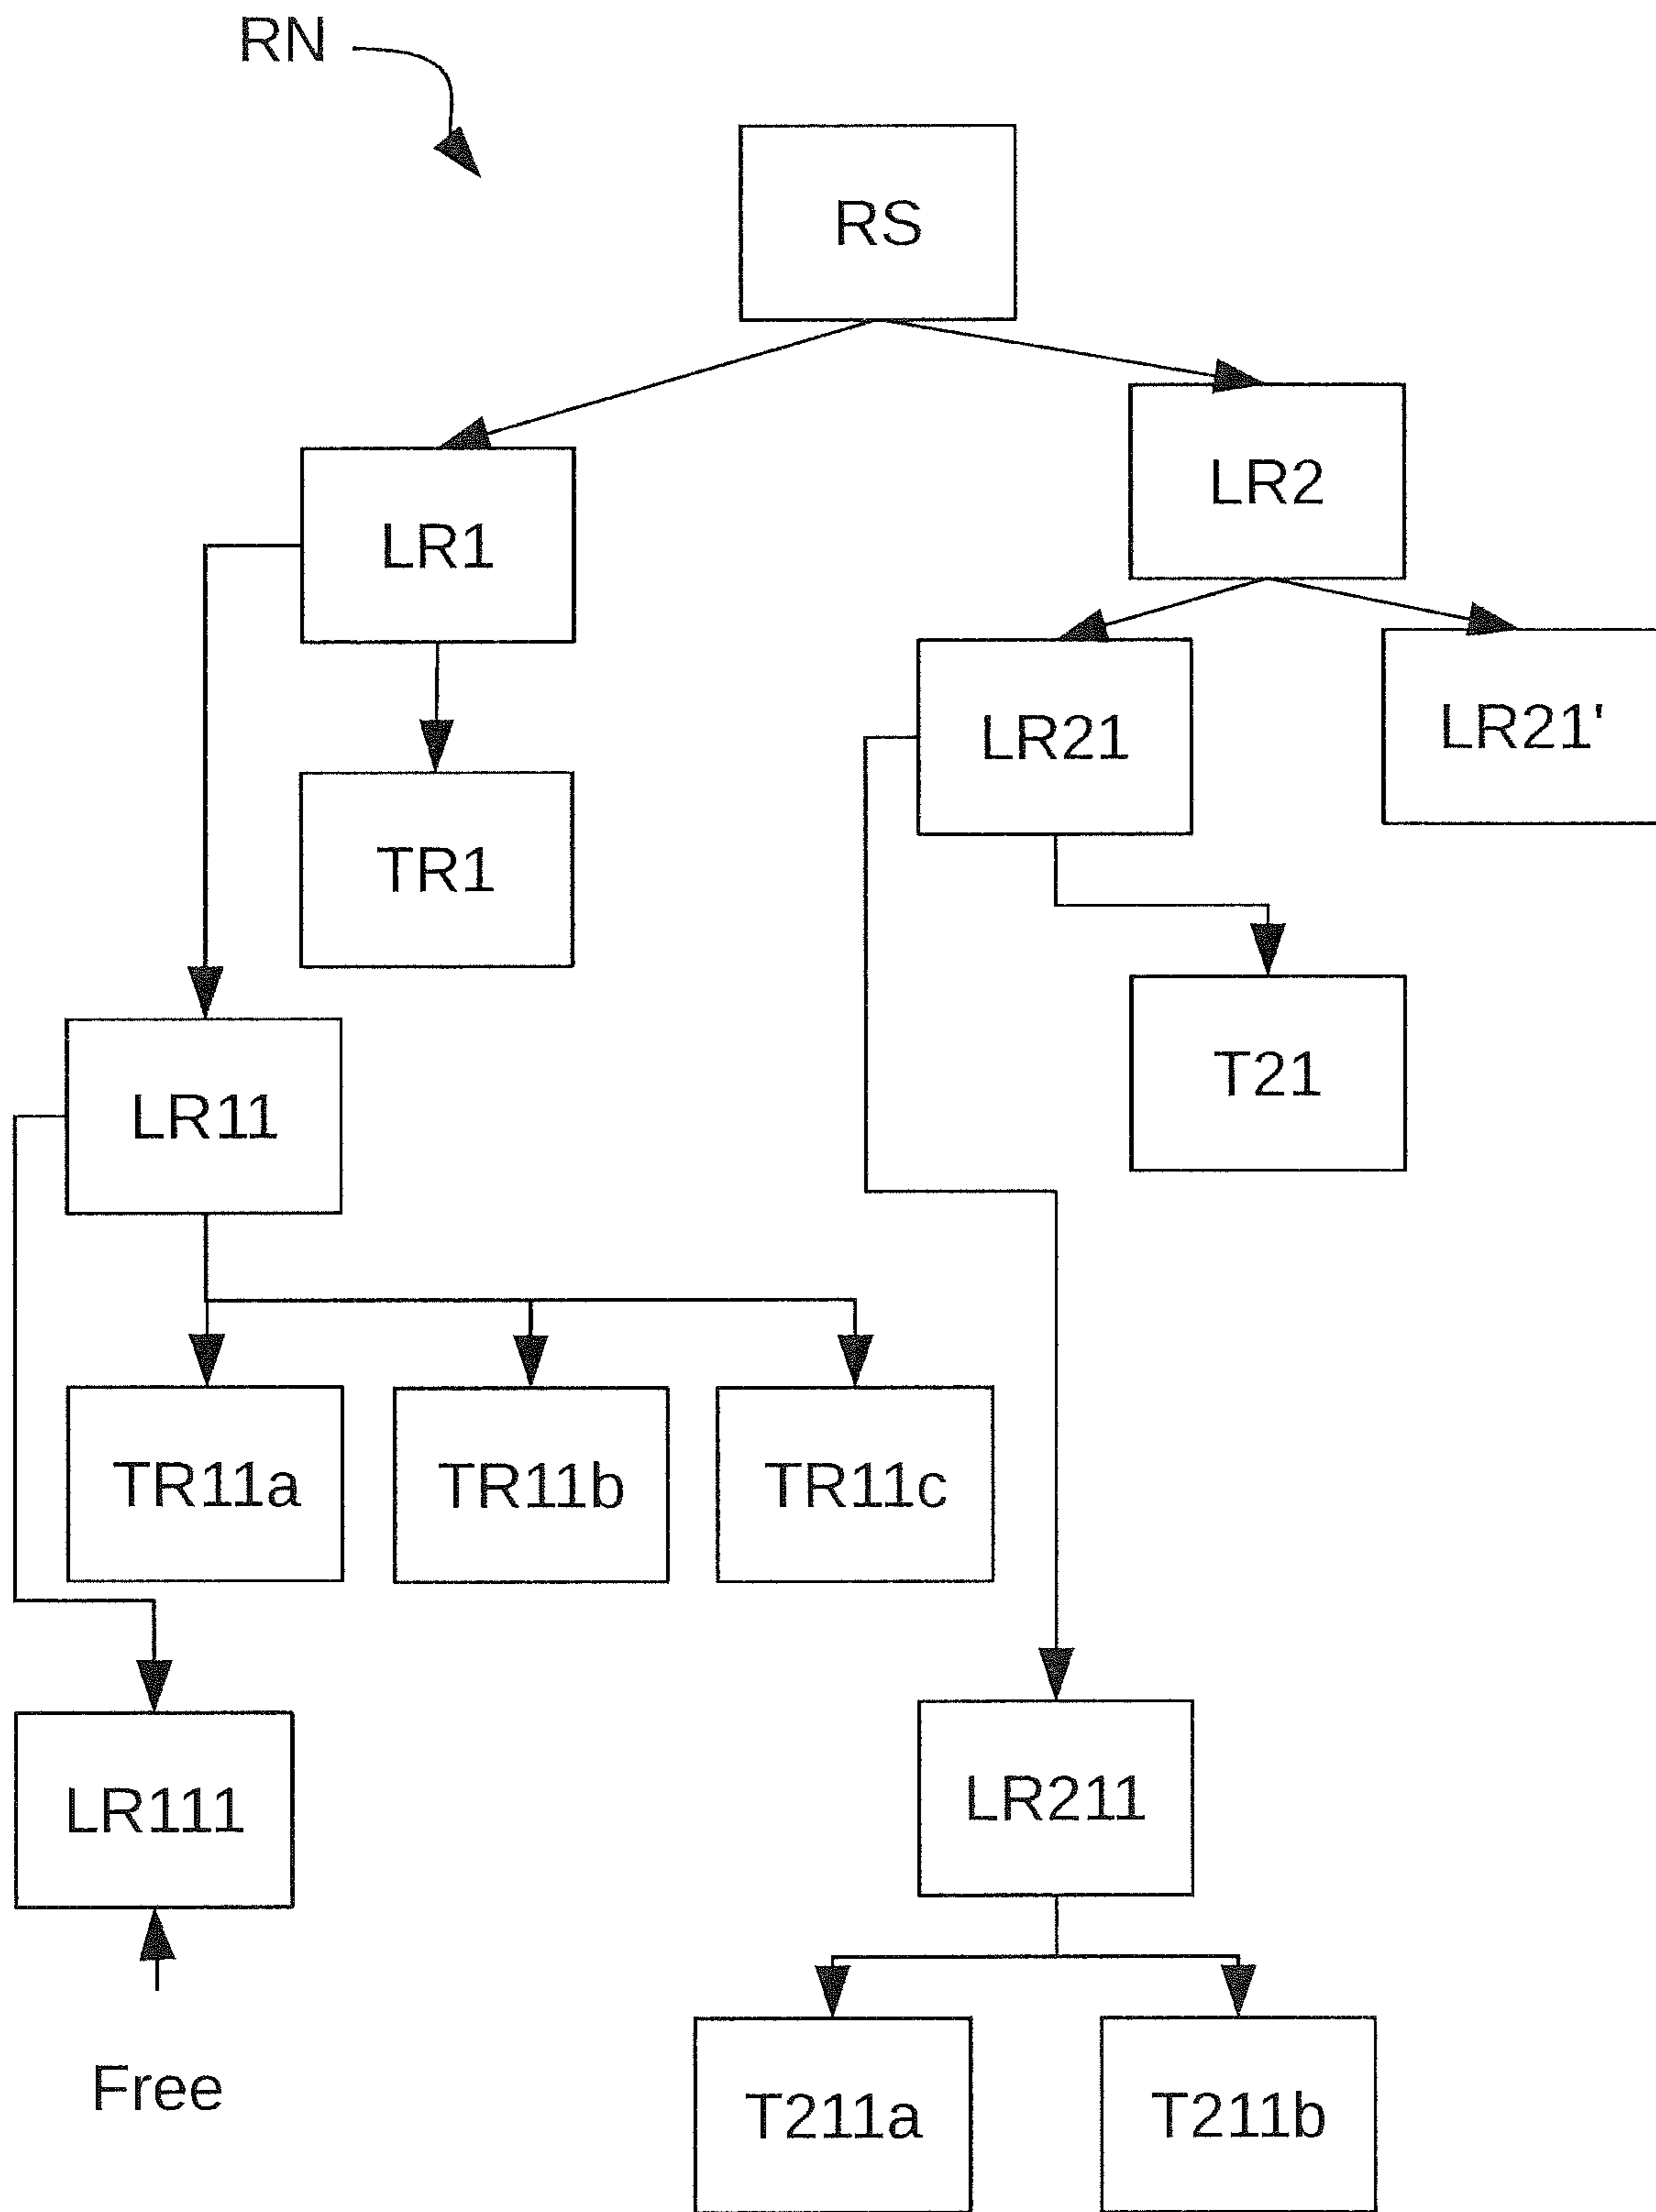 RN
RS
LR2
LR1
LR21
LR21'
TR1
T21
LR11
TR11a
TR11b
TR11c
LR111
LR211
Free
T211a
T211b